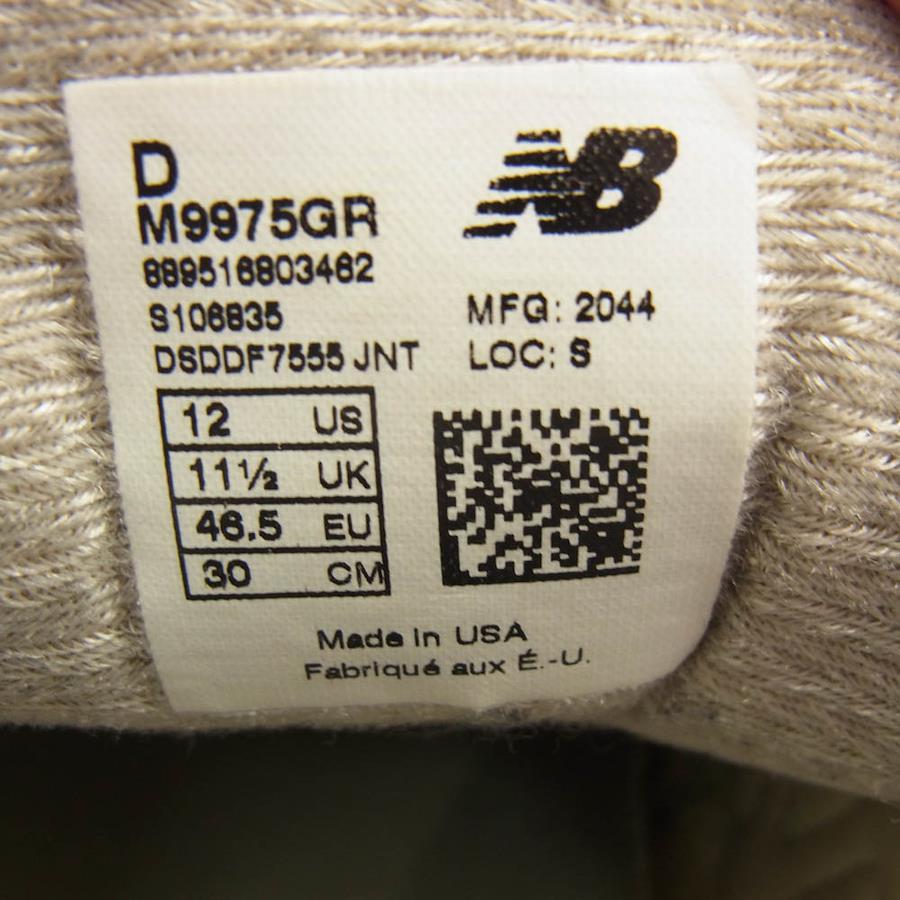 D
M9975GR
NB
889516803462
S106835
DSDDF7555 JNT
MFG: 2044
LOC: S
12 US
11½ UK
46.5 EU
30 CM
Made in USA
Fabriqué aux É.-U.